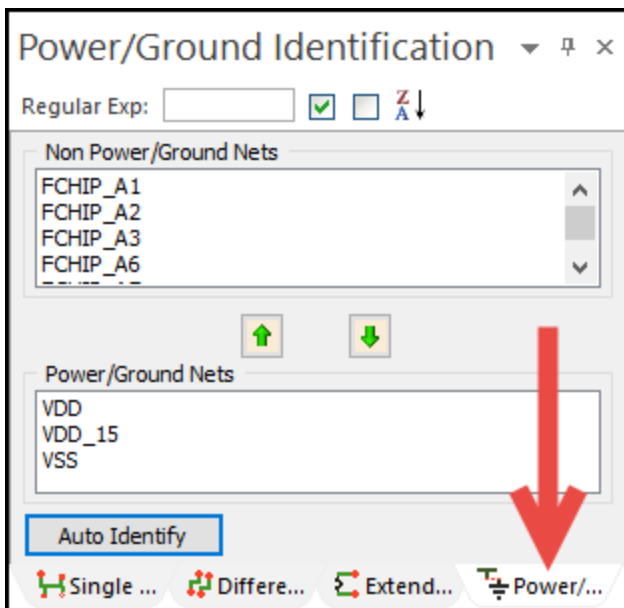 Power/Ground Identification
Regular Exp:
Non Power/Ground Nets
FCHIP_A1
FCHIP_A2
FCHIP_A3
FCHIP_A6
Power/Ground Nets
VDD
VDD_15
VSS
Auto Identify
Single ... Differe... Extend... Power/...